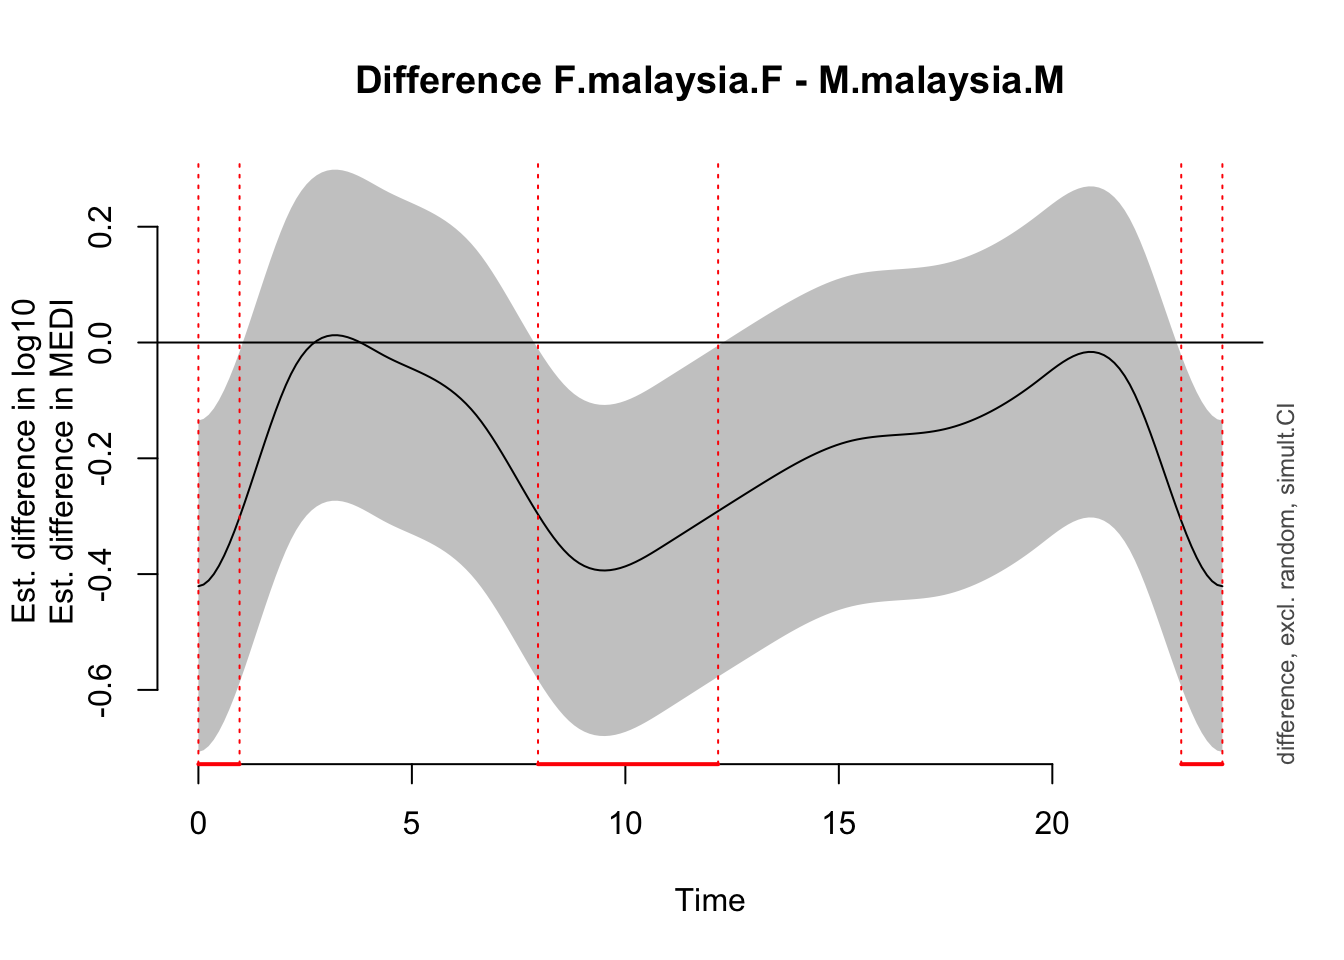 Difference F.malaysia.F - M.malaysia.M
Est. difference in log10
Est. difference in MEDI
0.2
0.0
-0.2
-0.4
-0.6
0
5
10
15
20
Time
difference, excl. random, simult.CI